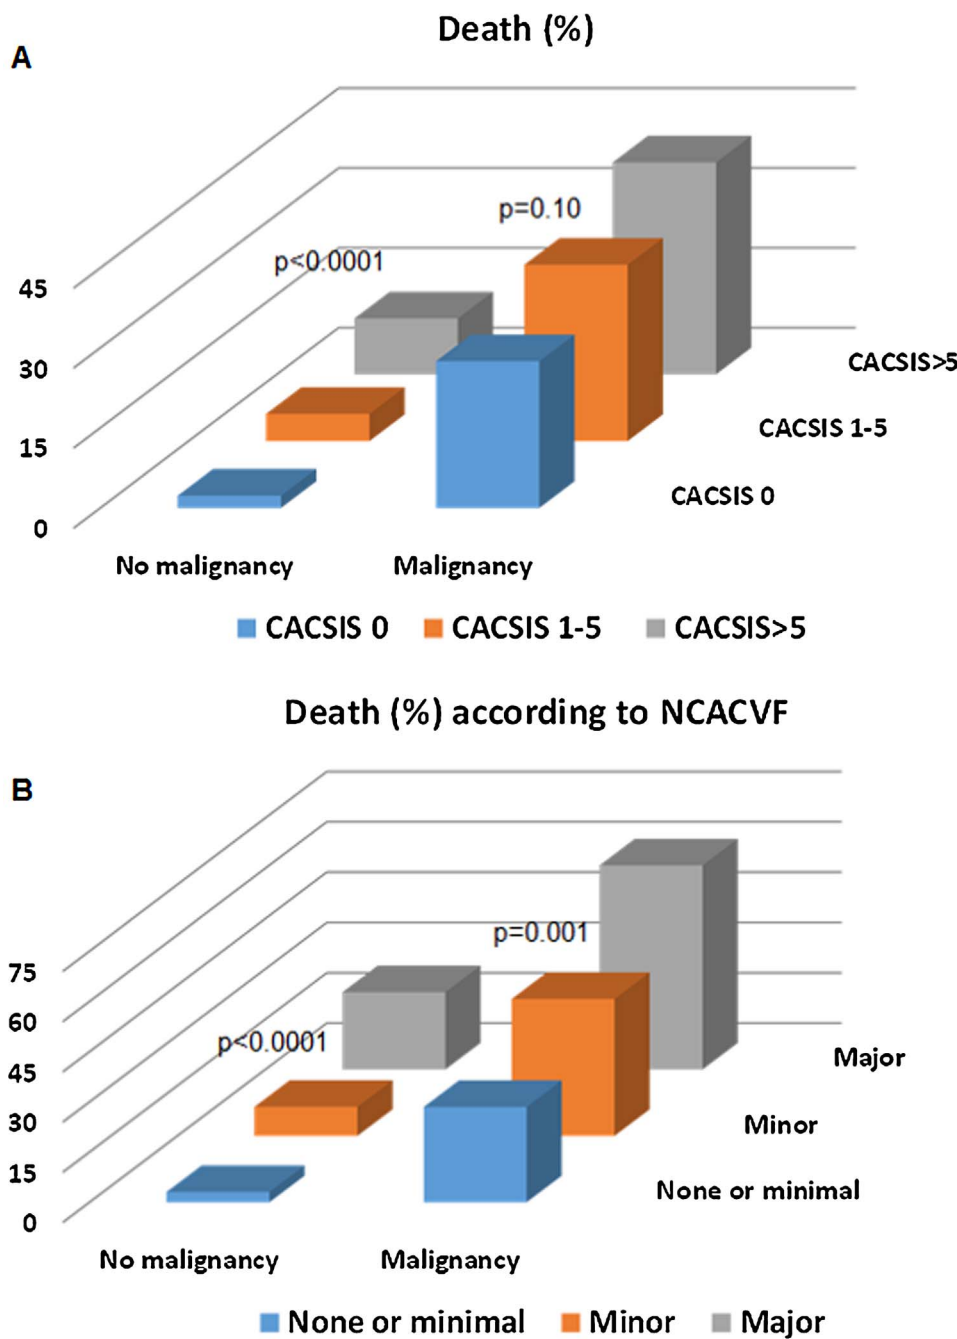 Death (%)
A
p=0.10
p<0.0001
45
30
15
0
CACSIS>5
CACSIS 1-5
CACSIS 0
No malignancy Malignancy
CACSIS 0 CACSIS 1-5 CACSIS>5
Death (%) according to NCACVF
B
p=0.001
p<0.0001
75
60
45
30
15
0
Major
Minor
None or minimal
No malignancy Malignancy
None or minimal Minor Major